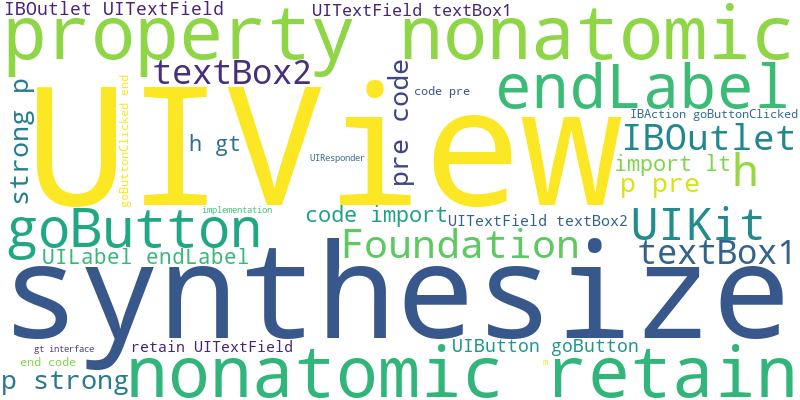 IBOutlet UITextField
UITextField textBox1
property nonatomic
textBox2
pre code
code pre
endLabel
strong p
UIView
goButtonClicked end
IBAction goButtonClicked
IBOutlet
h gt
UIResponder
import lt
h
p pre
implementation
code import
UITextField textBox2
UIKit
goButton
Foundation
textBox1
UILabel endLabel
synthesize
gt interface
retain UITextField
UIButton goButton
end code
m
p strong
nonatomic retain